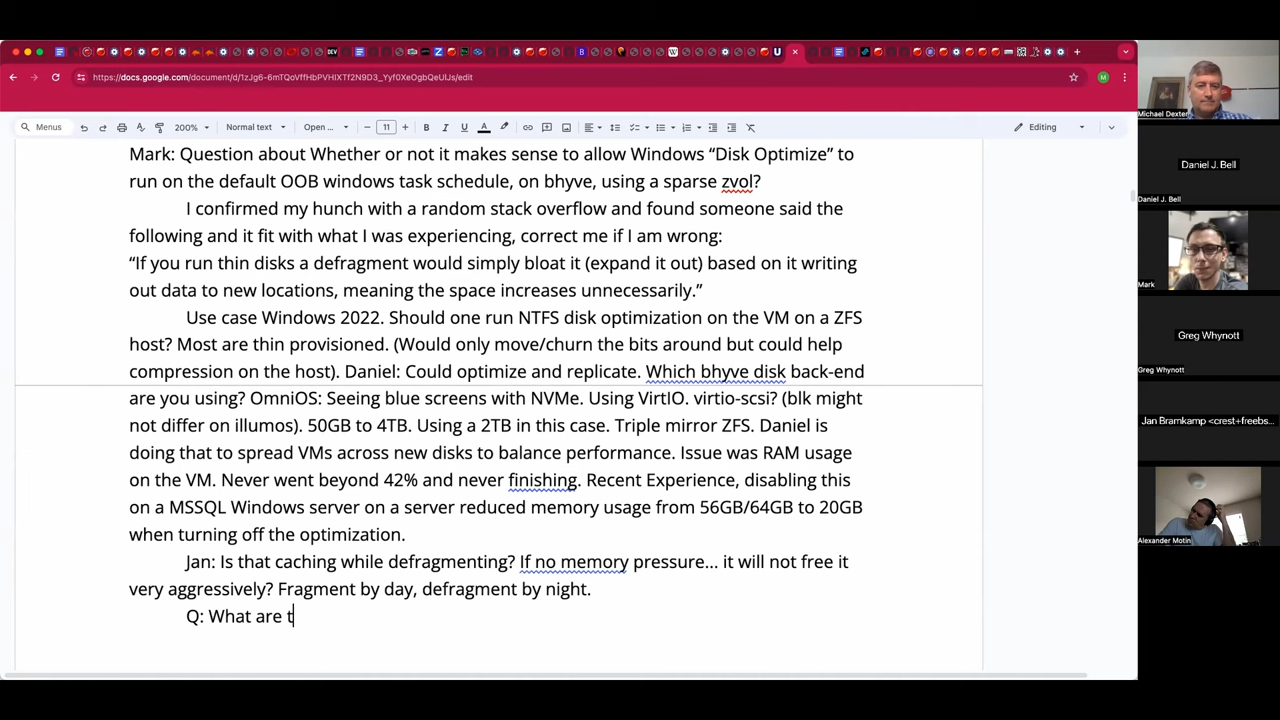 https://docs.google.com/document/d/1zJg6-6mTQoVffHbPVHIXTf2N9D3_Yyf0XeOgbQeUIJs/edit
Menus 200% Normal text Open ... 11 B I U A Editing
Mark: Question about Whether or not it makes sense to allow Windows “Disk Optimize” to
run on the default OOB windows task schedule, on bhyve, using a sparse zvol?
I confirmed my hunch with a random stack overflow and found someone said the
following and it fit with what I was experiencing, correct me if I am wrong:
“If you run thin disks a defragment would simply bloat it (expand it out) based on it writing
out data to new locations, meaning the space increases unnecessarily.”
Use case Windows 2022. Should one run NTFS disk optimization on the VM on a ZFS
host? Most are thin provisioned. (Would only move/churn the bits around but could help
compression on the host). Daniel: Could optimize and replicate. Which bhyve disk back-end
are you using? OmniOS: Seeing blue screens with NVMe. Using VirtIO. virtio-scsi? (blk might
not differ on illumos). 50GB to 4TB. Using a 2TB in this case. Triple mirror ZFS. Daniel is
doing that to spread VMs across new disks to balance performance. Issue was RAM usage
on the VM. Never went beyond 42% and never finishing. Recent Experience, disabling this
on a MSSQL Windows server on a server reduced memory usage from 56GB/64GB to 20GB
when turning off the optimization.
Jan: Is that caching while defragmenting? If no memory pressure... it will not free it
very aggressively? Fragment by day, defragment by night.
Q: What are t
Michael Dexter
Daniel J. Bell
Daniel J. Bell
Mark
Greg Whynott
Greg Whynott
Jan Bramkamp <crest+freebs...
Jan Bramkamp <crest+freebs...
Alexander Motin